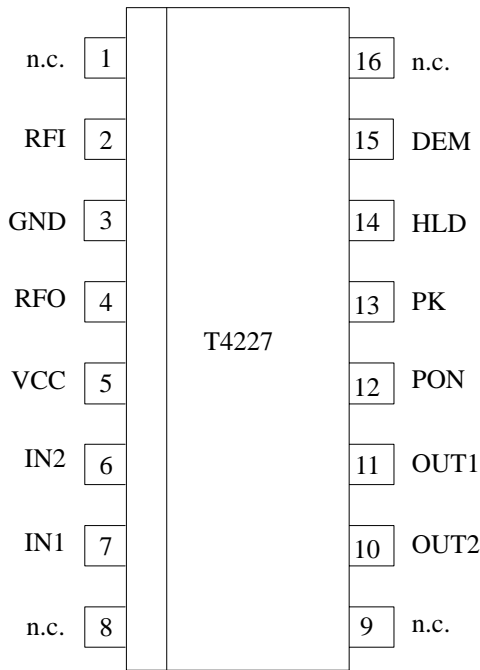 n.c. 1 16 n.c.
RFI 2 15 DEM
GND 3 14 HLD
RFO 4 13 PK
T4227
VCC 5 12 PON
IN2 6 11 OUT1
IN1 7 10 OUT2
n.c. 8 9 n.c.